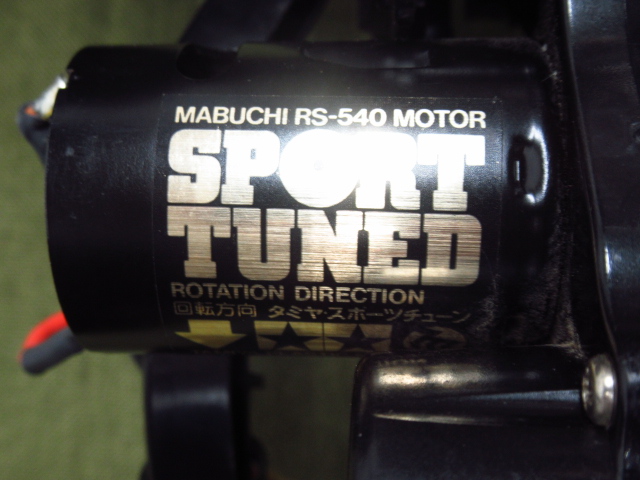 MABUCHI RS-540 MOTOR
SPORT
TUNED
ROTATION DIRECTION
回転方向 タミヤ・スポーツチューン